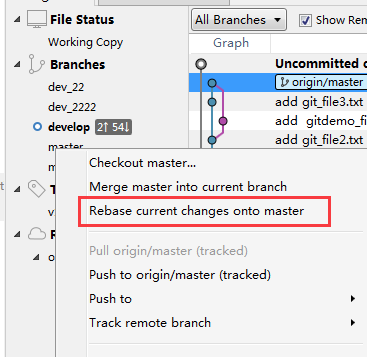 File Status
Working Copy
Branches
dev_22
dev_2222
develop 2↑ 54↓
master
All Branches
Show Rem
Graph
Uncommitted c
origin/master
add git_file3.txt
add gitdemo_fi
add git_file2.txt
Checkout master...
Merge master into current branch
Rebase current changes onto master
Pull origin/master (tracked)
Push to origin/master (tracked)
Push to
Track remote branch